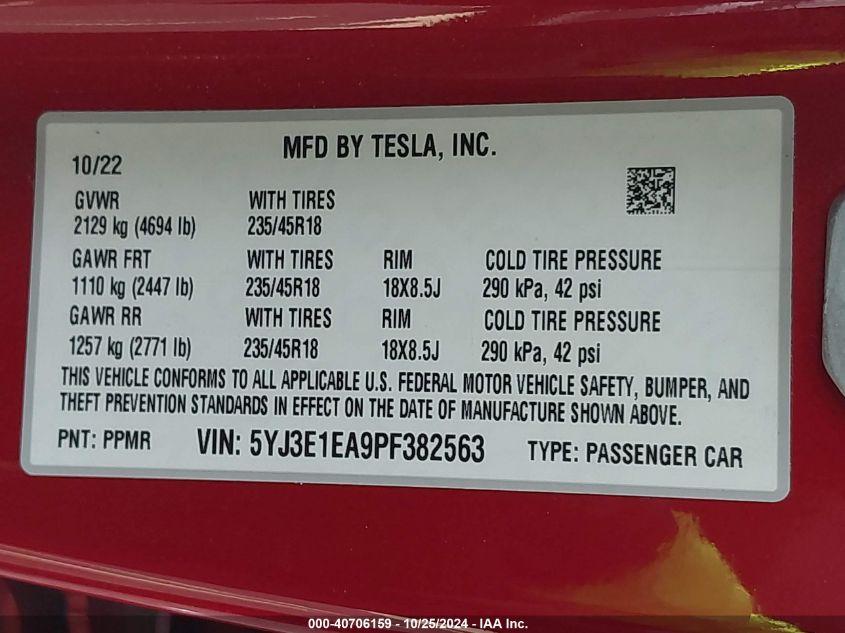 MFD BY TESLA, INC.
10/22
GVWR WITH TIRES
2129 kg (4694 lb) 235/45R18
GAWR FRT WITH TIRES RIM COLD TIRE PRESSURE
1110 kg (2447 lb) 235/45R18 18X8.5J 290 kPa, 42 psi
GAWR RR WITH TIRES RIM COLD TIRE PRESSURE
1257 kg (2771 lb) 235/45R18 18X8.5J 290 kPa, 42 psi
THIS VEHICLE CONFORMS TO ALL APPLICABLE U.S. FEDERAL MOTOR VEHICLE SAFETY, BUMPER, AND
THEFT PREVENTION STANDARDS IN EFFECT ON THE DATE OF MANUFACTURE SHOWN ABOVE.
PNT: PPMR VIN: 5YJ3E1EA9PF382563 TYPE: PASSENGER CAR
000-40706159 - 10/25/2024 - IAA Inc.